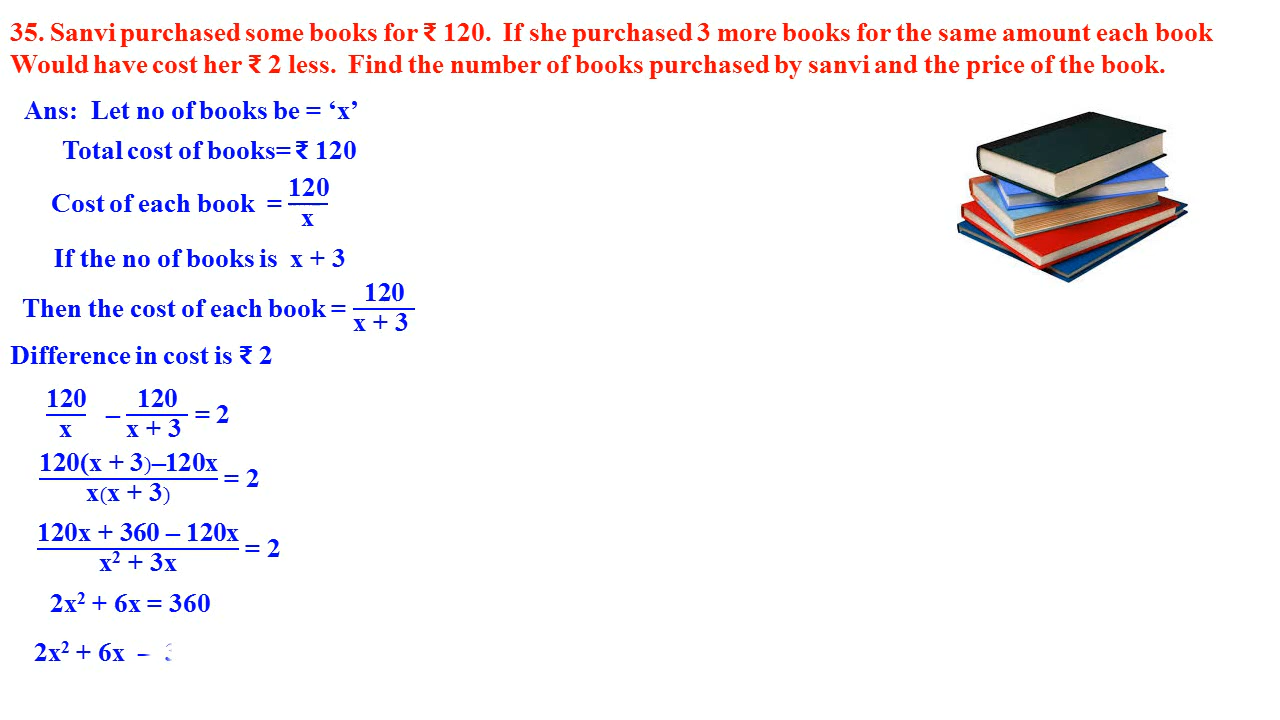 35. Sanvi purchased some books for ₹ 120. If she purchased 3 more books for the same amount each book
Would have cost her ₹ 2 less. Find the number of books purchased by sanvi and the price of the book.
Ans: Let no of books be = ‘x’
Total cost of books= ₹ 120
Cost of each book = 120/x
If the no of books is x + 3
Then the cost of each book = 120/(x + 3)
Difference in cost is ₹ 2
120/x – 120/(x + 3) = 2
(120(x + 3)–120x)/(x(x + 3)) = 2
(120x + 360 – 120x)/(x² + 3x) = 2
2x² + 6x = 360
2x² + 6x –